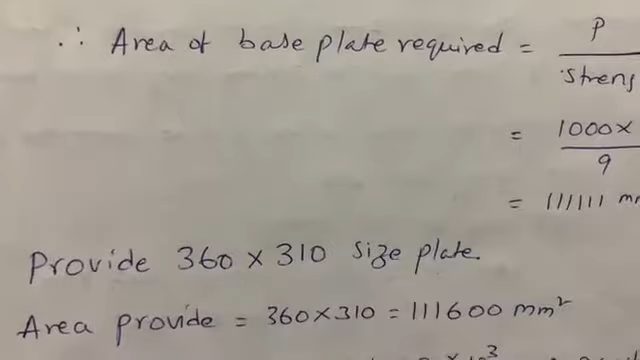 ∴ Area of base plate required = P
= 1000 ×
9
= 111111
Provide 360 × 310 size plate.
Area provide = 360 × 310 = 111600 mm²